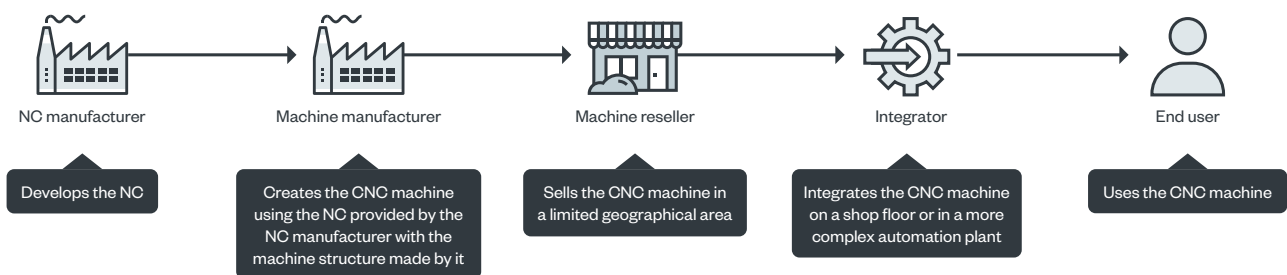 NC manufacturer
Machine manufacturer
Machine reseller
Integrator
End user
Develops the NC
Creates the CNC machine
using the NC provided by the
NC manufacturer with the
machine structure made by it
Sells the CNC machine in
a limited geographical area
Integrates the CNC machine
on a shop floor or in a more
complex automation plant
Uses the CNC machine